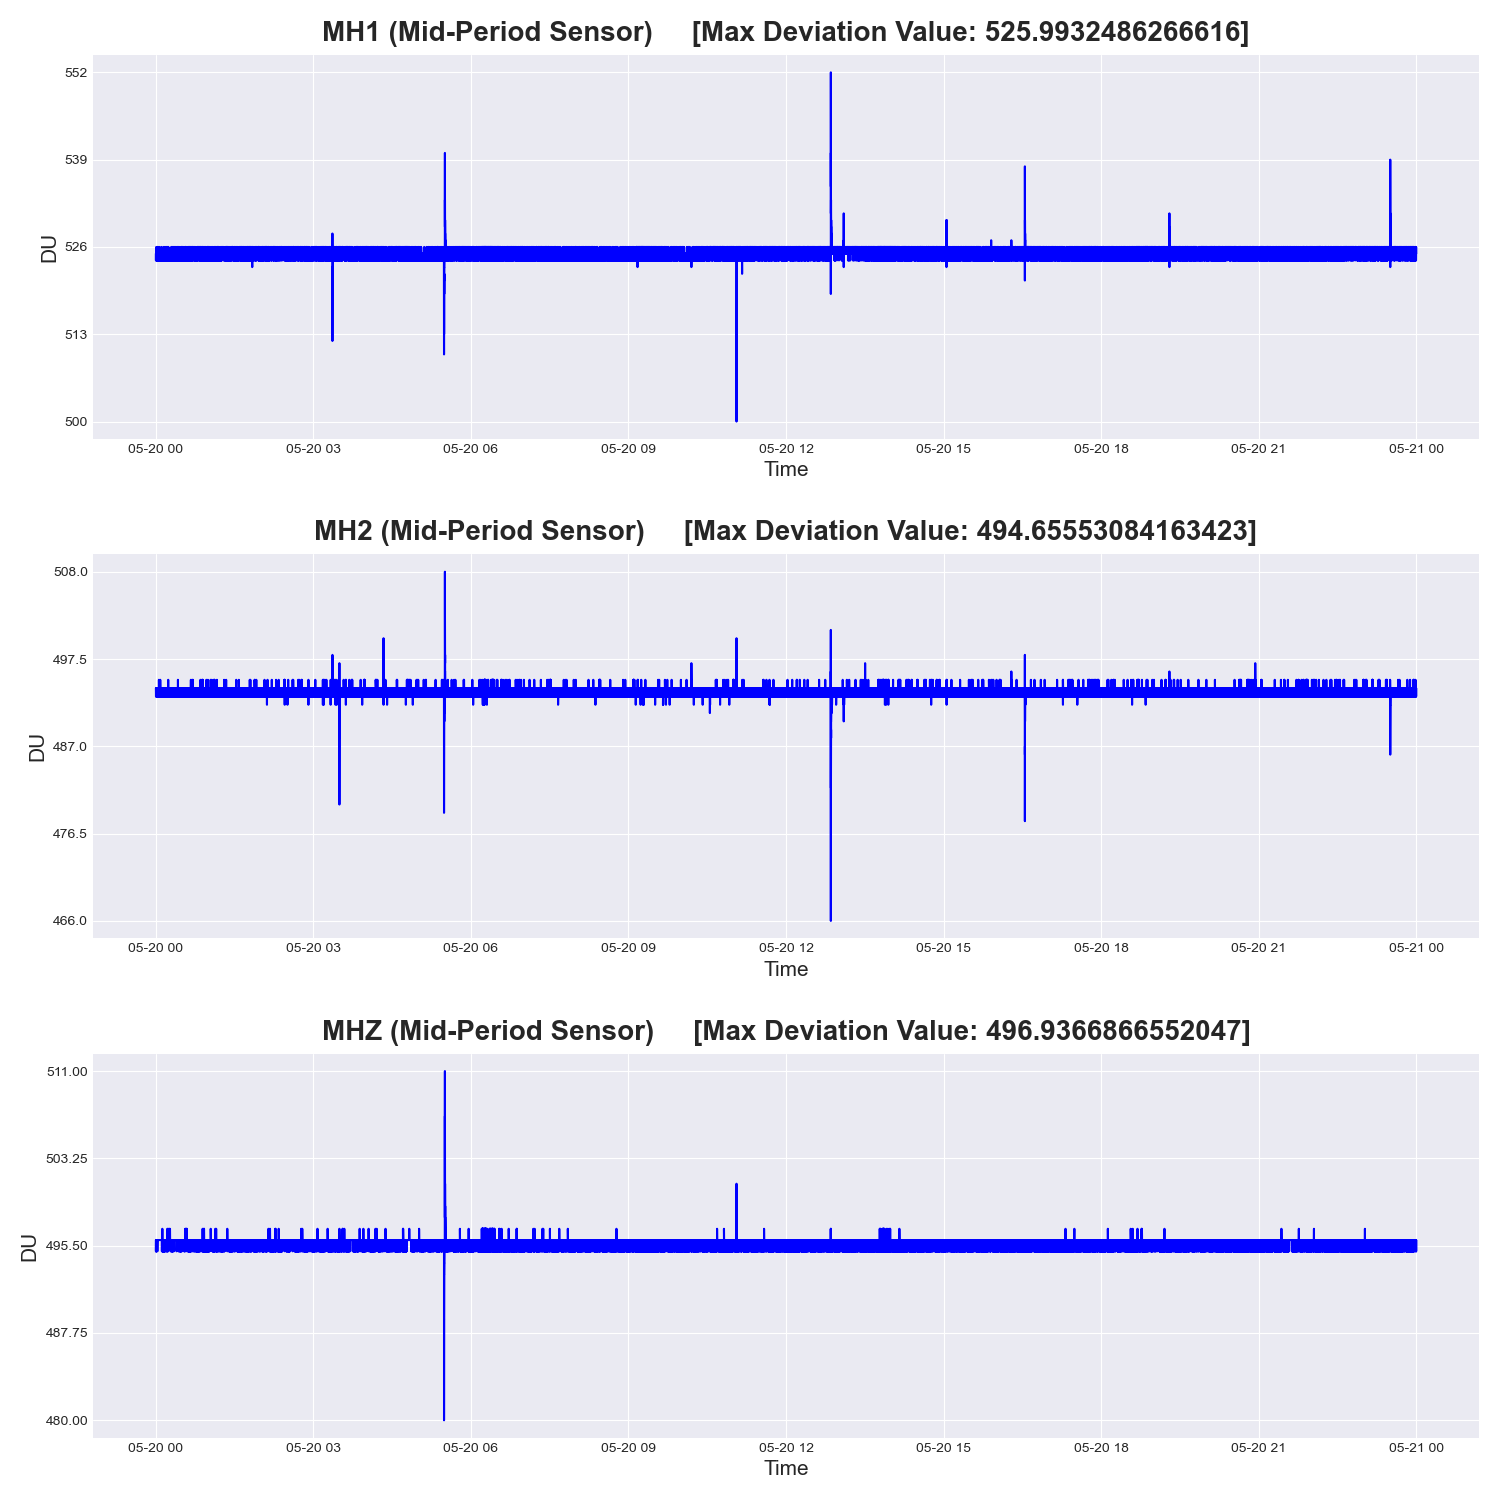 MH1 (Mid-Period Sensor) [Max Deviation Value: 525.9932486266616]
552
539
526
513
500
DU
05-20 00 05-20 03 05-20 06 05-20 09 05-20 12 05-20 15 05-20 18 05-20 21 05-21 00
Time
MH2 (Mid-Period Sensor) [Max Deviation Value: 494.65553084163423]
508.0
497.5
487.0
476.5
466.0
DU
05-20 00 05-20 03 05-20 06 05-20 09 05-20 12 05-20 15 05-20 18 05-20 21 05-21 00
Time
MHZ (Mid-Period Sensor) [Max Deviation Value: 496.9366866552047]
511.00
503.25
495.50
487.75
480.00
DU
05-20 00 05-20 03 05-20 06 05-20 09 05-20 12 05-20 15 05-20 18 05-20 21 05-21 00
Time